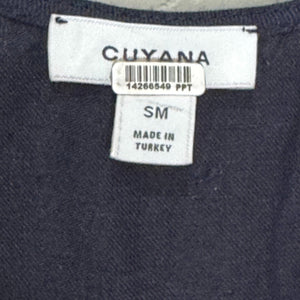 CUYANA
14266549 PPT
SM
MADE IN
TURKEY